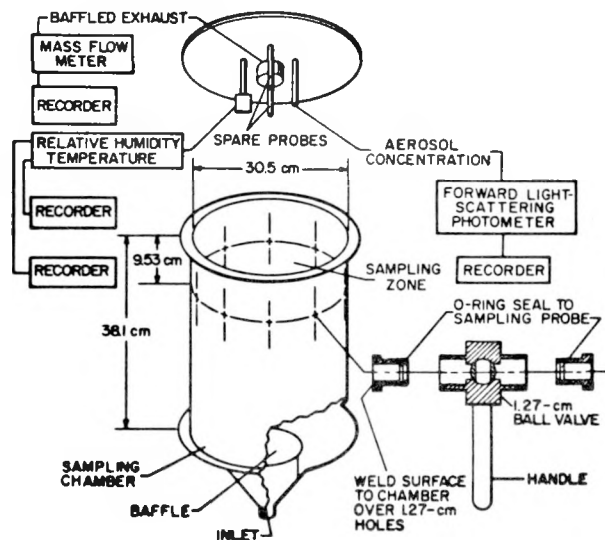 BAFFLED EXHAUST
MASS FLOW
METER
RECORDER
SPARE PROBES
RELATIVE HUMIDITY
TEMPERATURE
AEROSOL
CONCENTRATION
30.5 cm
RECORDER
FORWARD LIGHT-
SCATTERING
PHOTOMETER
RECORDER
9.53 cm
SAMPLING
ZONE
RECORDER
38.1 cm
O-RING SEAL TO
SAMPLING PROBE
1.27-cm
BALL VALVE
SAMPLING
CHAMBER
BAFFLE
INLET
WELD SURFACE
TO CHAMBER
OVER 1.27-cm
HOLES
HANDLE